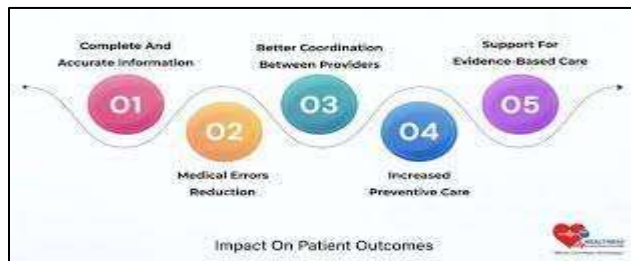 Complete And
Accurate Information
Better Coordination
Between Providers
Support For
Evidence-Based Care
01
02
03
04
05
Medical Errors
Reduction
Increased
Preventive Care
Impact On Patient Outcomes